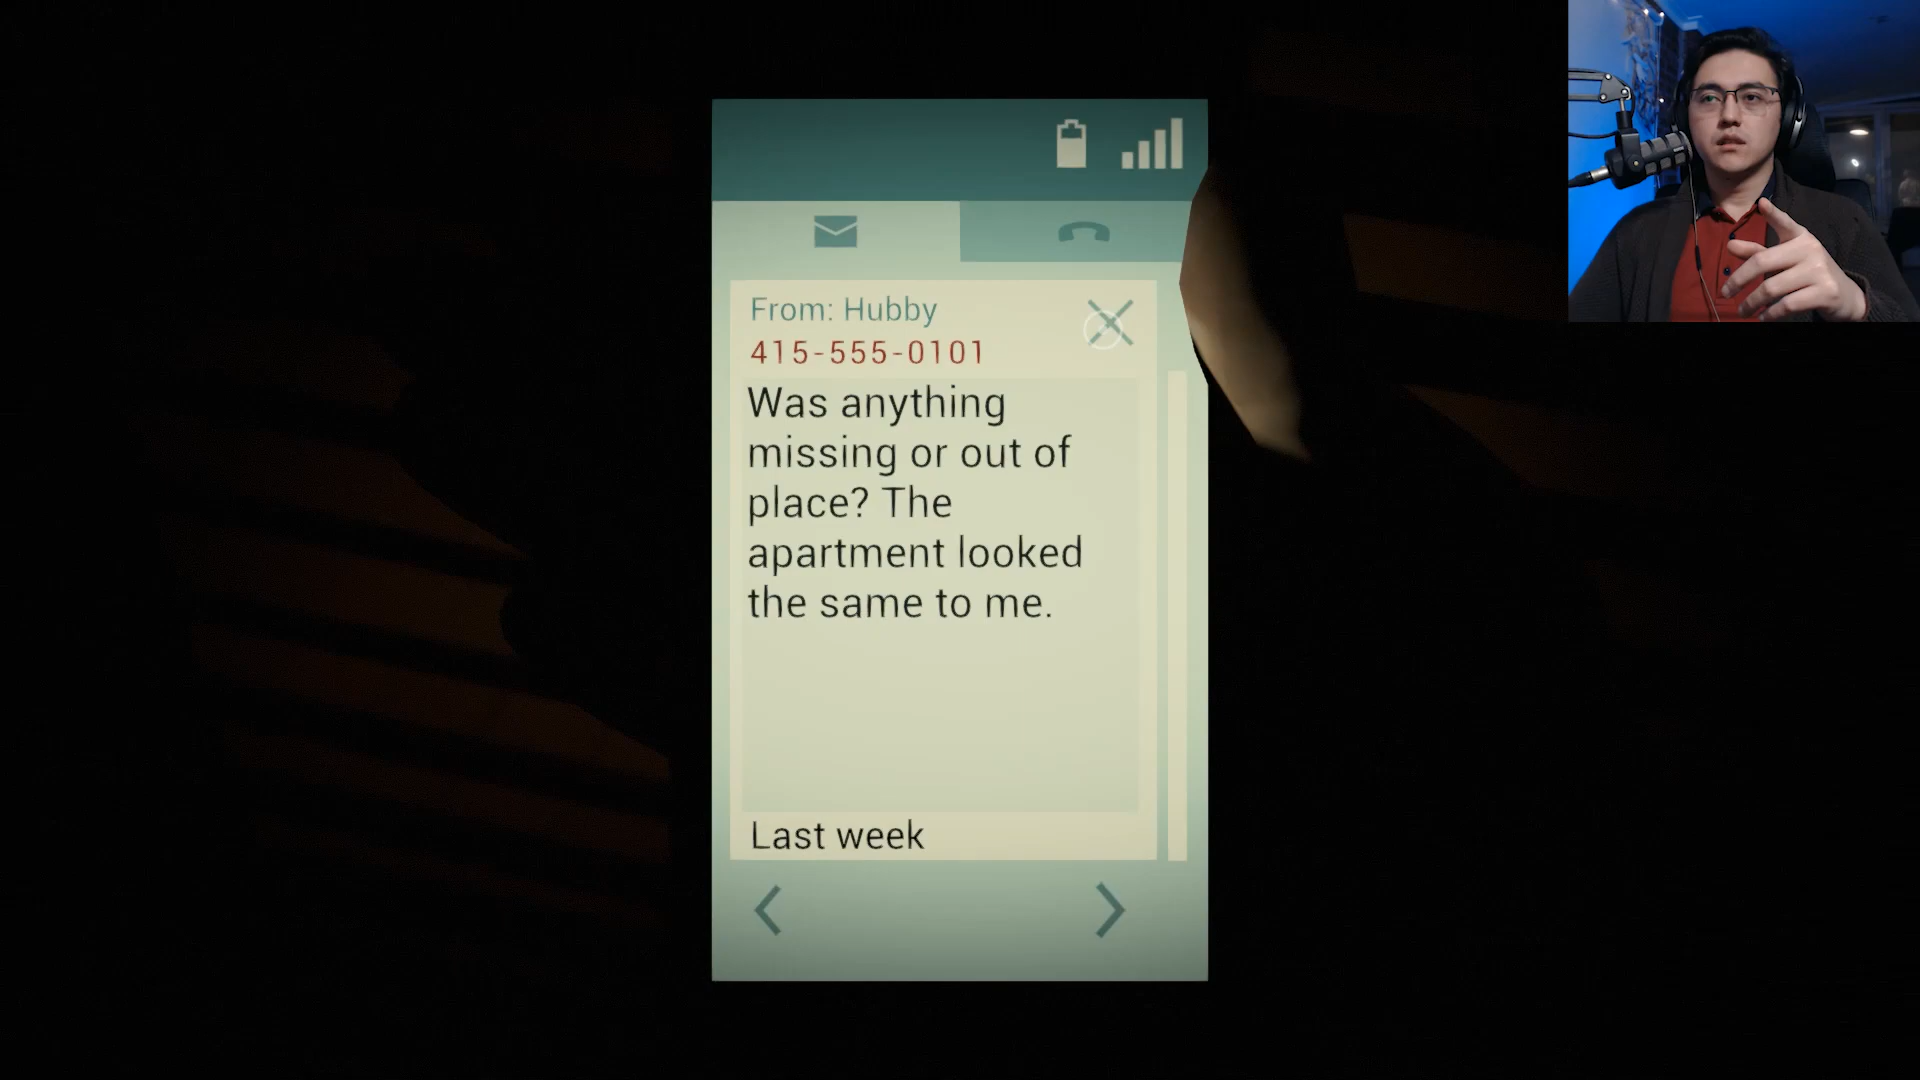 From: Hubby
415-555-0101
Was anything
missing or out of
place? The
apartment looked
the same to me.
Last week